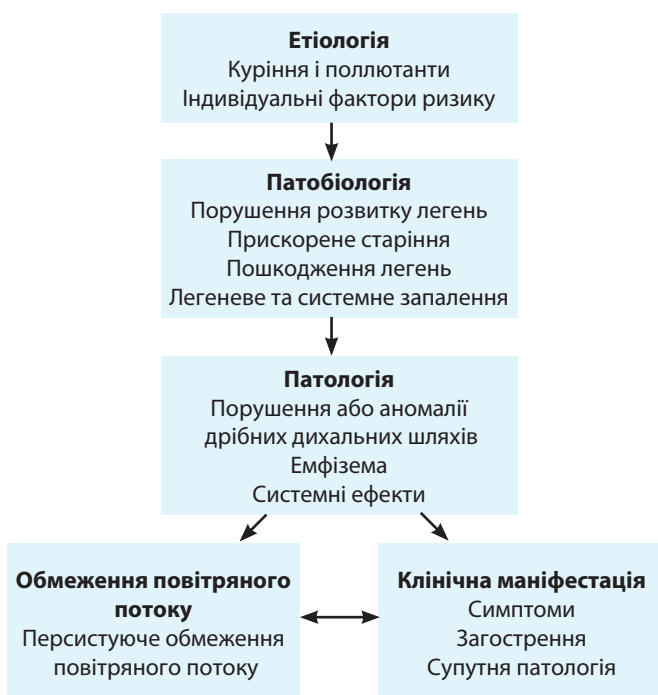 Етіологія
Куріння і поллютанти
Індивідуальні фактори ризику
Патобіологія
Порушення розвитку легень
Прискорене старіння
Пошкодження легень
Легеневе та системне запалення
Патологія
Порушення або аномалії
дрібних дихальних шляхів
Емфізема
Системні ефекти
Обмеження повітряного
потоку
Персистуюче обмеження
повітряного потоку
Клінічна маніфестація
Симптоми
Загострення
Супутня патологія